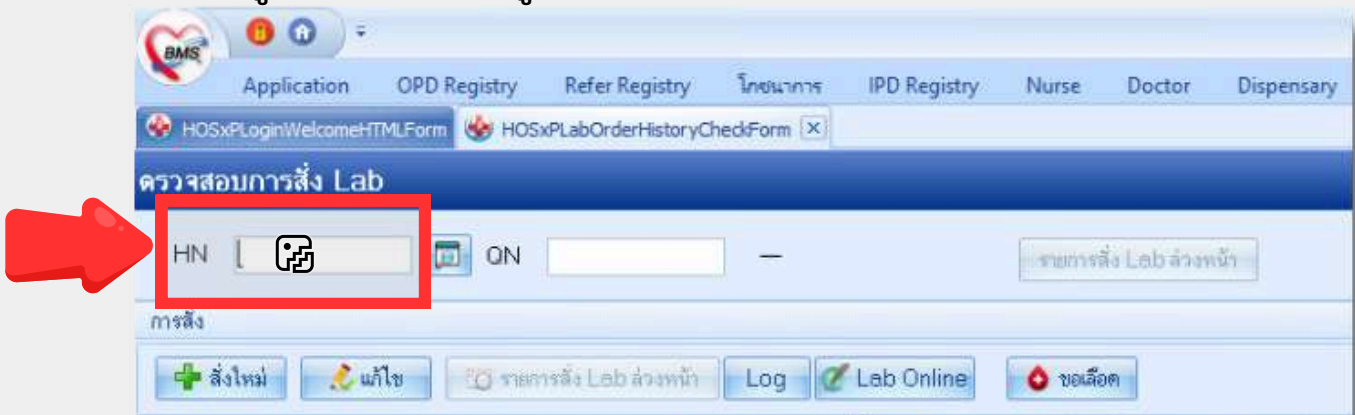 BMS
Application OPD Registry Refer Registry โภชนาการ IPD Registry Nurse Doctor Dispensary
HOSxPLoginWelcomeHTMLForm HOSxPLabOrderHistoryCheckForm
ตรวจสอบการสั่ง Lab
HN QN — รายการสั่ง Lab ล่วงหน้า
การสั่ง
สั่งใหม่ แก้ไข รายการสั่ง Lab ล่วงหน้า Log Lab Online ขอเลือด